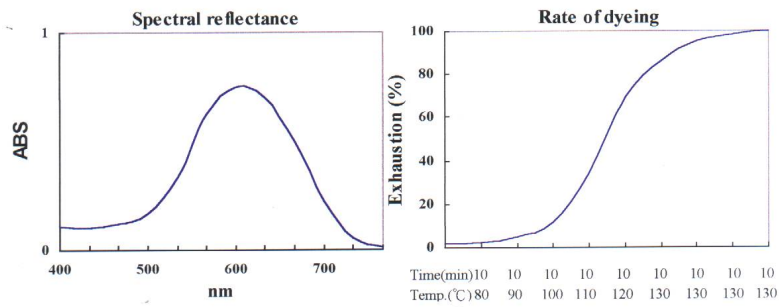 Spectral reflectance
1
ABS
0
400 500 600 700
nm
Rate of dyeing
100
80
60
40
20
0
Exhaustion (%)
Time(min)10 10 10 10 10 10 10 10 10
Temp.(℃)80 90 100 110 120 130 130 130 130